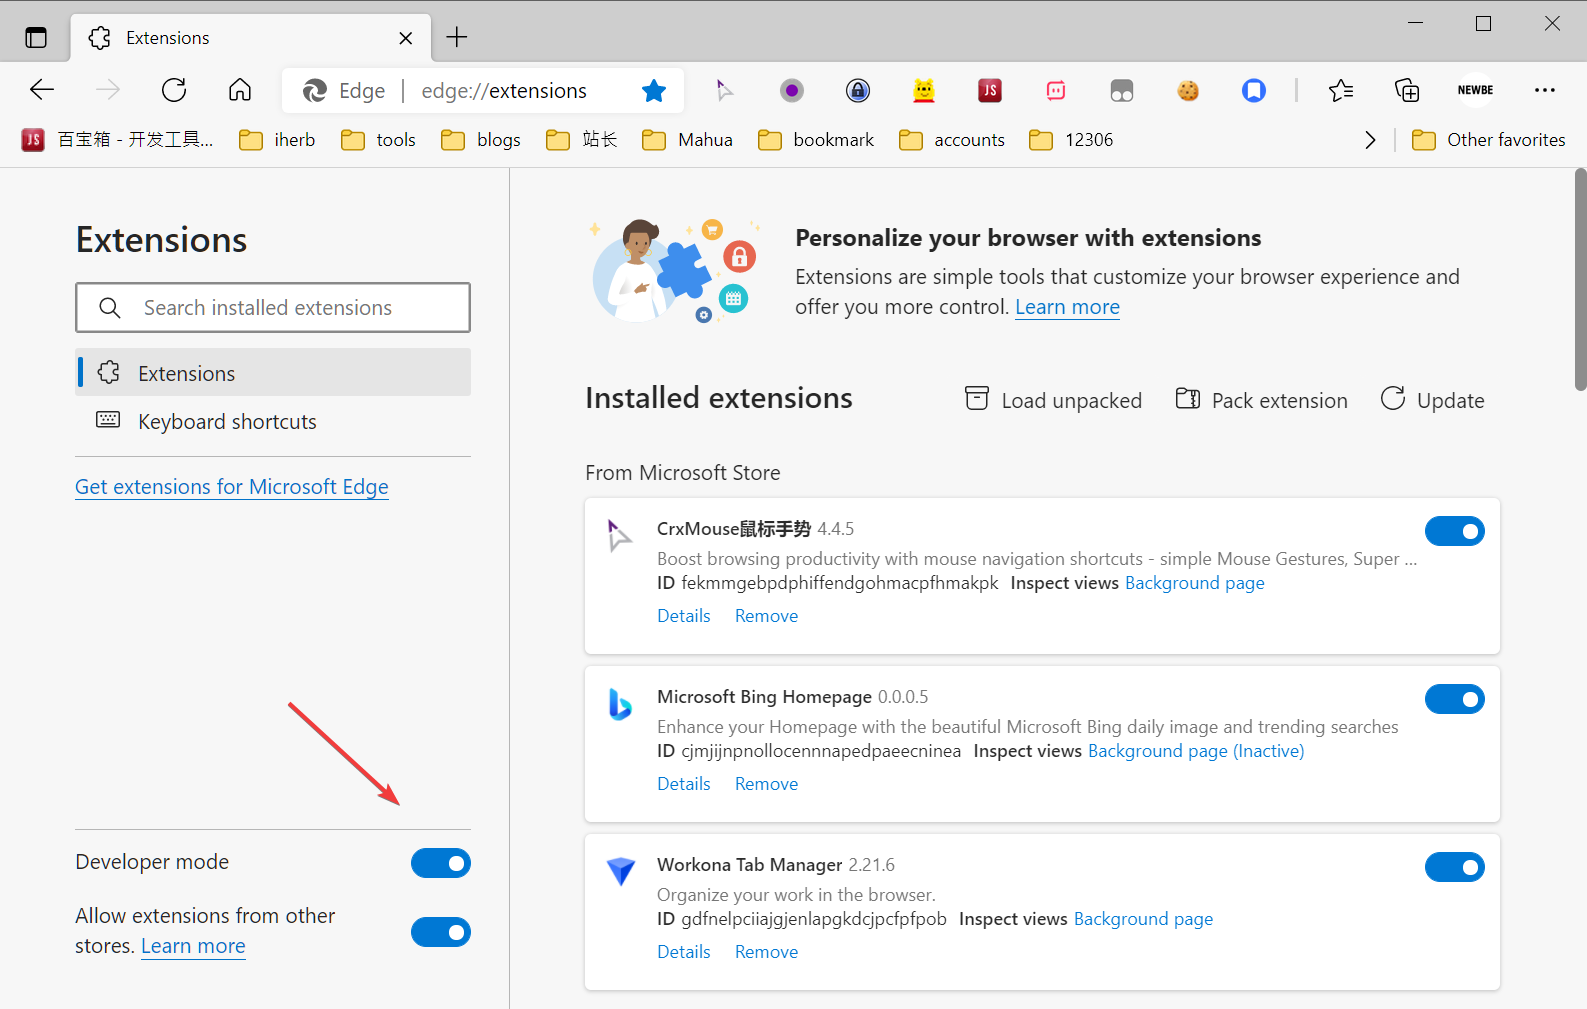 Extensions
Edge | edge://extensions
JS
NEWBE
JS 百宝箱 - 开发工具... iherb tools blogs 站长 Mahua bookmark accounts 12306 Other favorites
Extensions
Search installed extensions
Extensions
Keyboard shortcuts
Get extensions for Microsoft Edge
Developer mode
Allow extensions from other
stores. Learn more
Personalize your browser with extensions
Extensions are simple tools that customize your browser experience and
offer you more control. Learn more
Installed extensions Load unpacked Pack extension Update
From Microsoft Store
CrxMouse鼠标手势 4.4.5
Boost browsing productivity with mouse navigation shortcuts - simple Mouse Gestures, Super ...
ID fekmmgebpdphiffendgohmacpfhmakpk Inspect views Background page
Details Remove
Microsoft Bing Homepage 0.0.0.5
Enhance your Homepage with the beautiful Microsoft Bing daily image and trending searches
ID cjmjijnpnollocennnapedpaeecninea Inspect views Background page (Inactive)
Details Remove
Workona Tab Manager 2.21.6
Organize your work in the browser.
ID gdfnelpciiajgjenlapgkdcjpcfpfpob Inspect views Background page
Details Remove